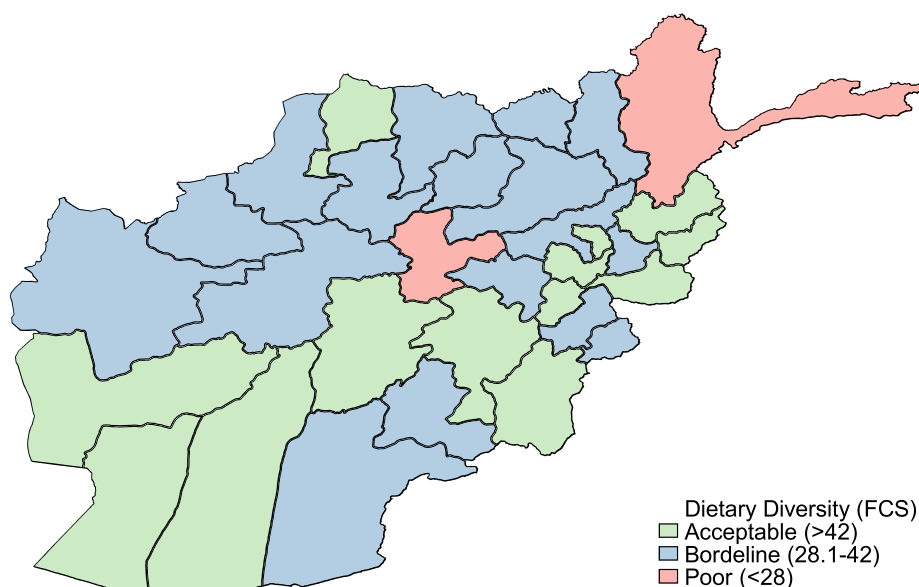 Dietary Diversity (FCS)
Acceptable (>42)
Bordeline (28.1-42)
Poor (<28)